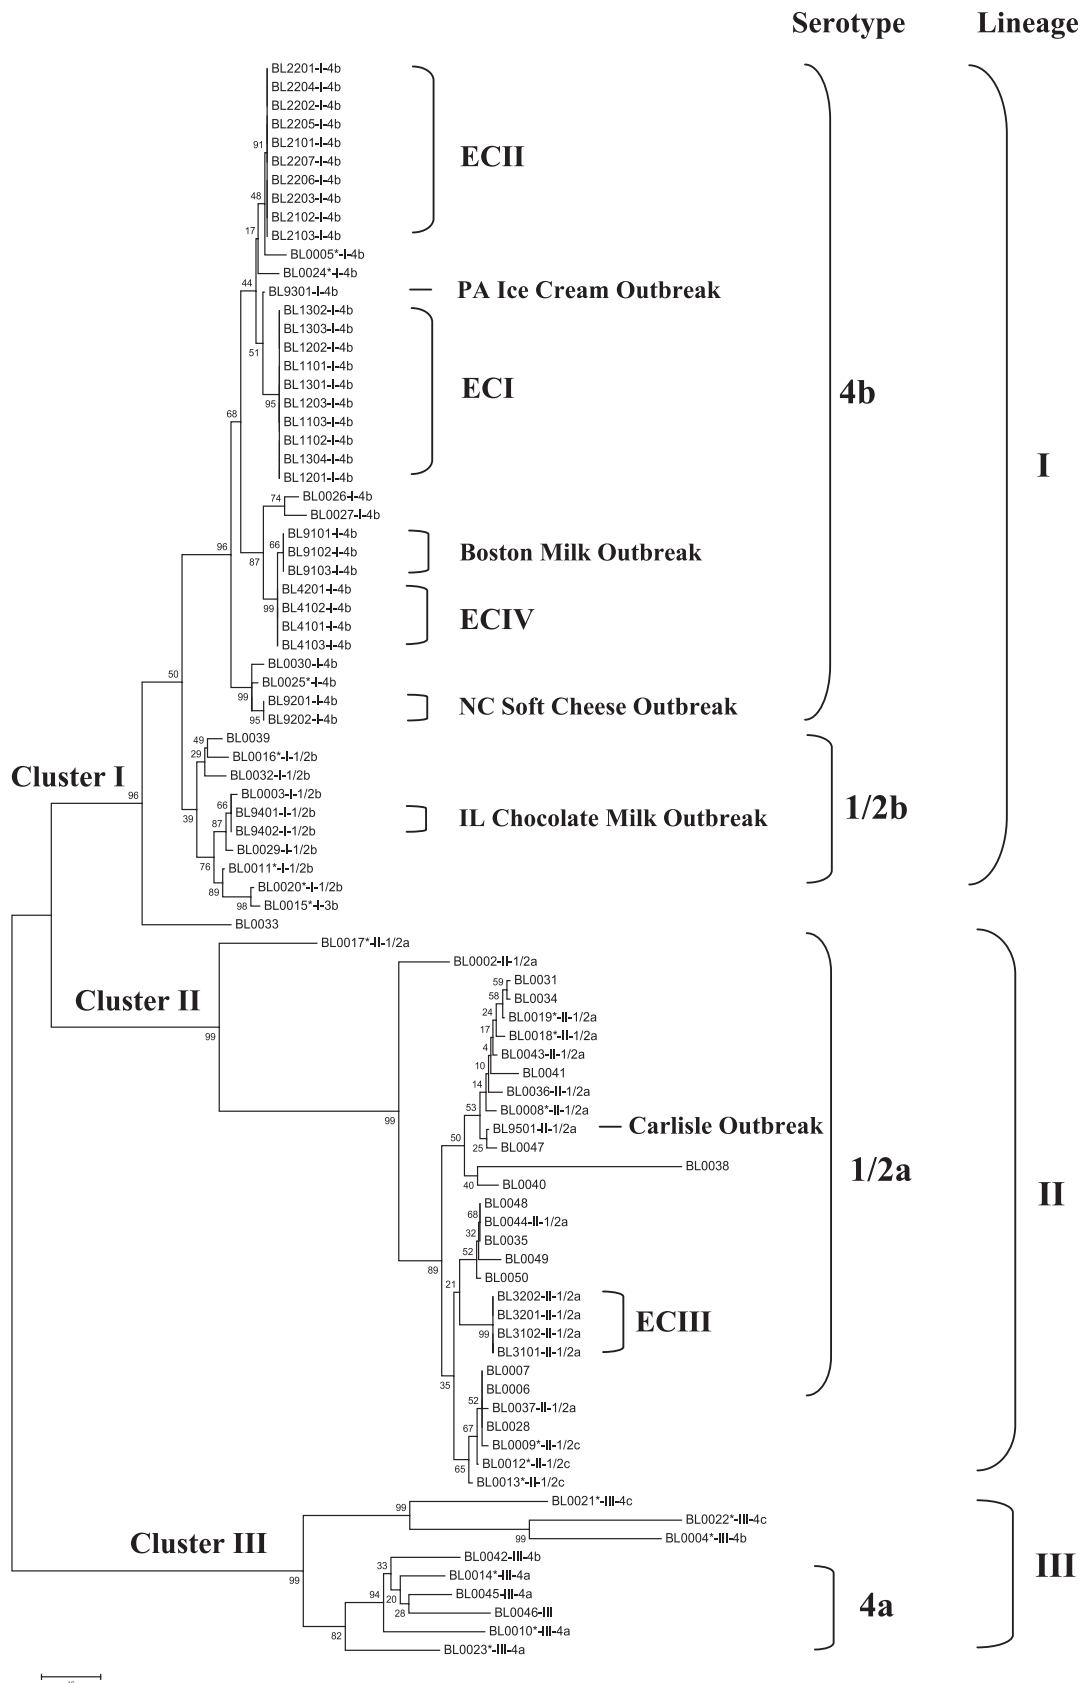 Serotype Lineage
BL2201-I-4b
BL2204-I-4b
BL2202-I-4b
BL2205-I-4b
BL2101-I-4b
91
BL2207-I-4b
ECII
BL2206-I-4b
48
BL2203-I-4b
BL2102-I-4b
17
BL2103-I-4b
BL0005*-I-4b
BL0024*-I-4b
44
BL9301-I-4b
PA Ice Cream Outbreak
BL1302-I-4b
BL1303-I-4b
51
BL1202-I-4b
BL1101-I-4b
BL1301-I-4b
ECI
4b
95
BL1203-I-4b
68
BL1103-I-4b
BL1102-I-4b
BL1304-I-4b
I
BL1201-I-4b
74
BL0026-I-4b
BL0027-I-4b
BL9101-I-4b
96
66
BL9102-I-4b
Boston Milk Outbreak
87
BL9103-I-4b
BL4201-I-4b
99
BL4102-I-4b
ECIV
BL4101-I-4b
BL4103-I-4b
BL0030-I-4b
50
BL0025*-I-4b
99
BL9201-I-4b
NC Soft Cheese Outbreak
95
BL9202-I-4b
49
BL0039
29
BL0016*-I-1/2b
Cluster I
BL0032-I-1/2b
96
BL0003-I-1/2b
66
BL9401-I-1/2b
IL Chocolate Milk Outbreak
1/2b
39
87
BL9402-I-1/2b
BL0029-I-1/2b
76
BL0011*-I-1/2b
89
BL0020*-I-1/2b
98
BL0015*-I-3b
BL0033
BL0017*-II-1/2a
BL0002-II-1/2a
59
BL0031
Cluster II
58
BL0034
24
BL0019*-II-1/2a
99
17
BL0018*-II-1/2a
4
BL0043-II-1/2a
10
BL0041
14
BL0036-II-1/2a
53
BL0008*-II-1/2a
99
BL9501-II-1/2a
Carlisle Outbreak
50
25
BL0047
BL0038
1/2a
40
BL0040
II
BL0048
68
BL0044-II-1/2a
32
BL0035
52
BL0049
89
BL0050
21
BL3202-II-1/2a
BL3201-II-1/2a
ECIII
99
BL3102-II-1/2a
BL3101-II-1/2a
BL0007
35
BL0006
52
BL0037-II-1/2a
67
BL0028
BL0009*-II-1/2c
65
BL0012*-II-1/2c
BL0013*-II-1/2c
99
BL0021*-III-4c
BL0022*-III-4c
Cluster III
99
BL0004*-III-4b
BL0042-III-4b
33
III
99
BL0014*-III-4a
94
20
BL0045-III-4a
28
BL0046-III
4a
82
BL0010*-III-4a
BL0023*-III-4a